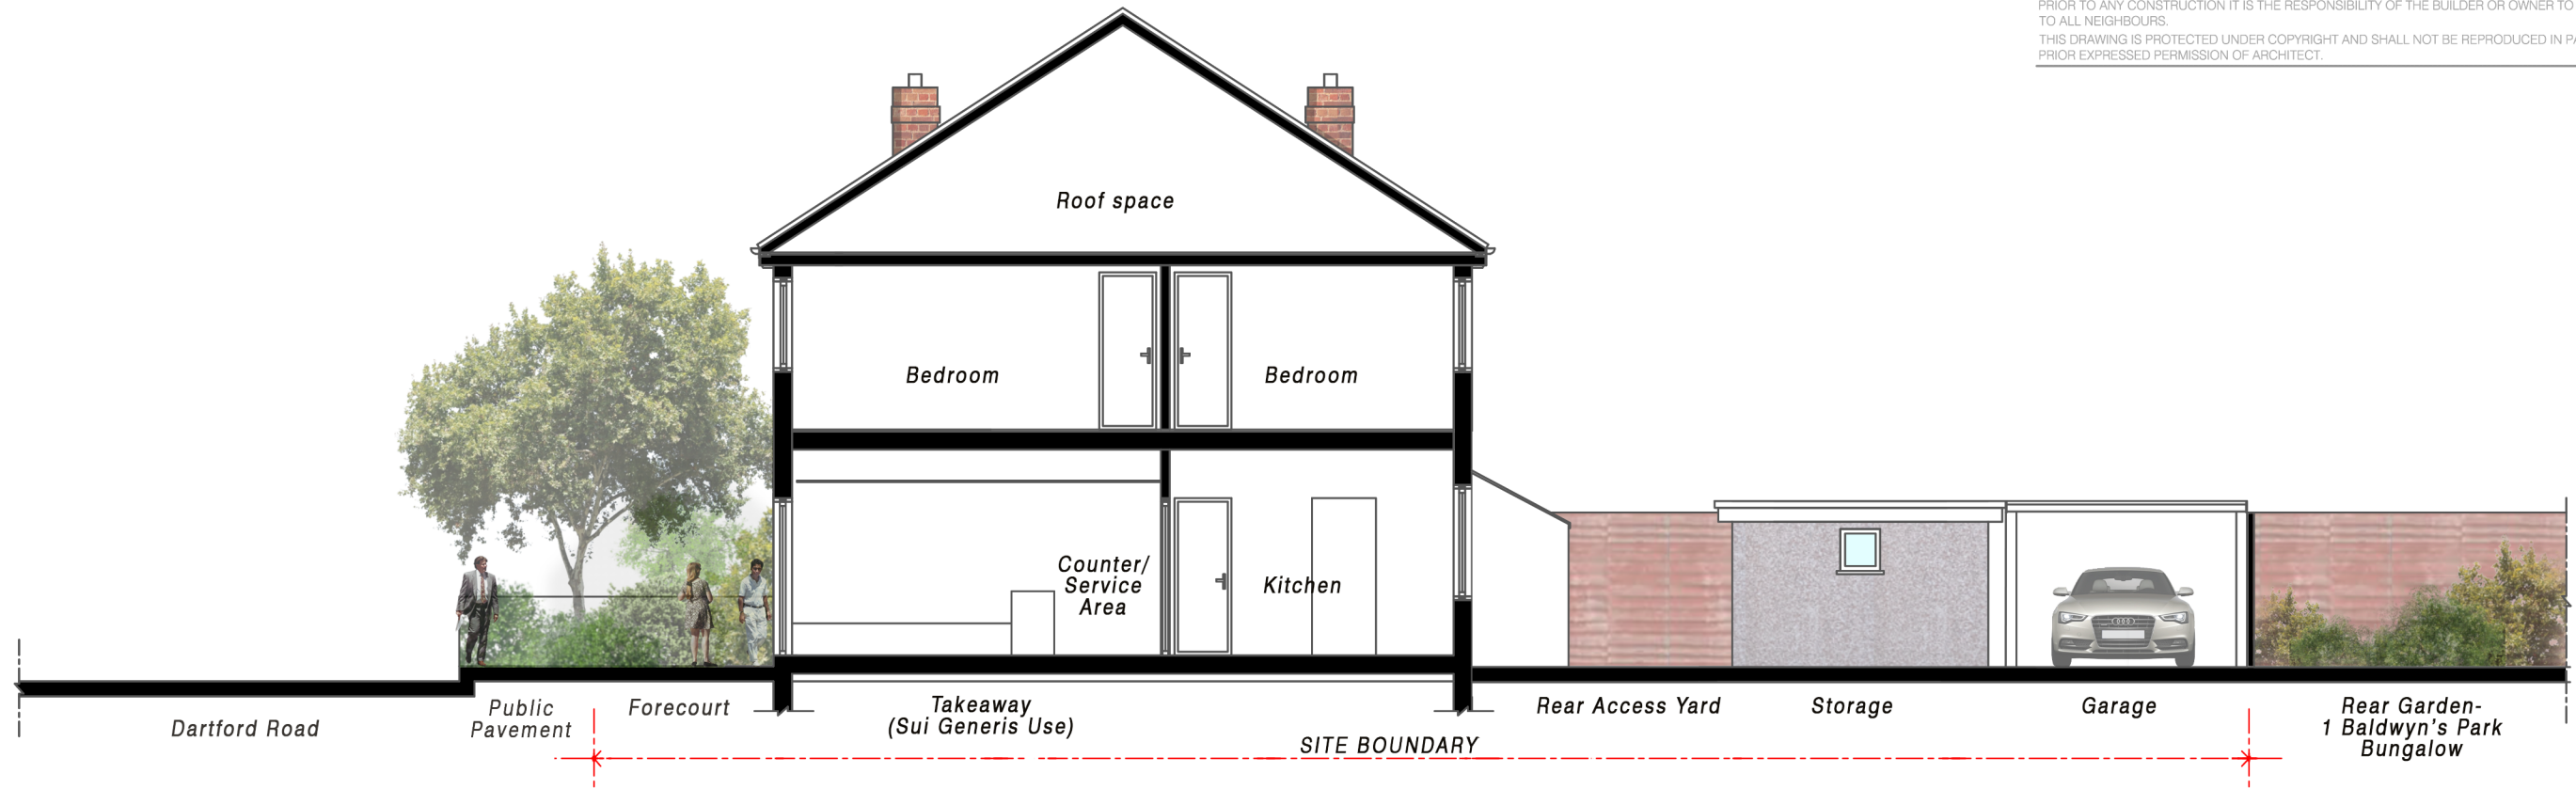 PRIOR TO ANY CONSTRUCTION IT IS THE RESPONSIBILITY OF THE BUILDER OR OWNER TO
TO ALL NEIGHBOURS.
THIS DRAWING IS PROTECTED UNDER COPYRIGHT AND SHALL NOT BE REPRODUCED IN
PRIOR EXPRESSED PERMISSION OF ARCHITECT.
Roof space
Bedroom
Bedroom
Counter/
Service
Area
Kitchen
Dartford Road
Public
Pavement
Forecourt
Takeaway
(Sui Generis Use)
Rear Access Yard
Storage
Garage
Rear Garden-
1 Baldwyn's Park
Bungalow
SITE BOUNDARY